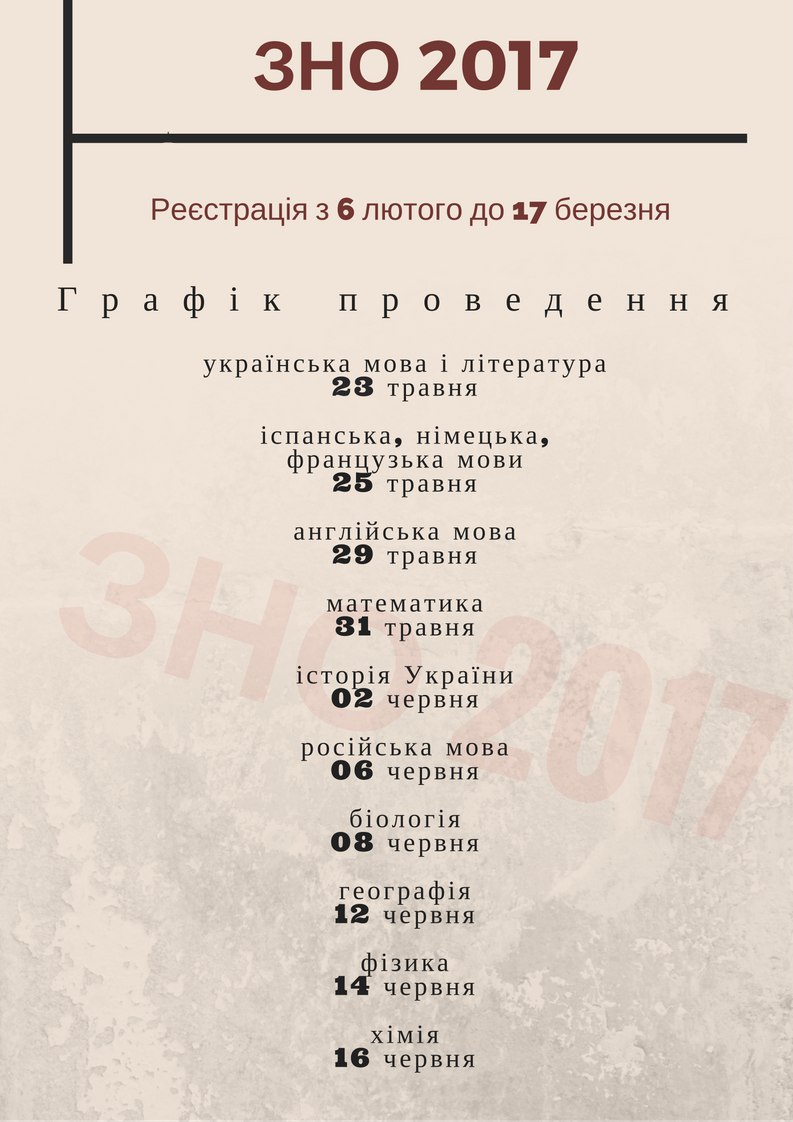 ЗНО 2017
Реєстрація з 6 лютого до 17 березня
Графік проведення
українська мова і література
23 травня
іспанська, німецька,
французька мови
25 травня
англійська мова
29 травня
математика
31 травня
історія України
02 червня
російська мова
06 червня
біологія
08 червня
географія
12 червня
фізика
14 червня
хімія
16 червня
ЗНО 2017